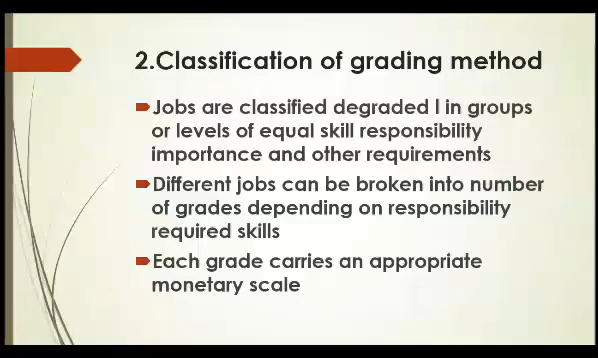 2.Classification of grading method
Jobs are classified degraded l in groups
or levels of equal skill responsibility
importance and other requirements
Different jobs can be broken into number
of grades depending on responsibility
required skills
Each grade carries an appropriate
monetary scale